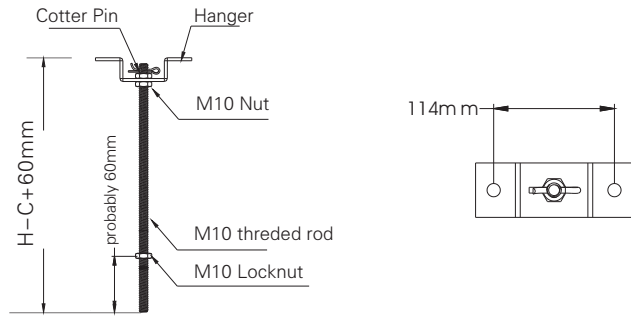 Cotter Pin
Hanger
M10 Nut
114m m
H-C+60mm
probably 60mm
M10 threded rod
M10 Locknut